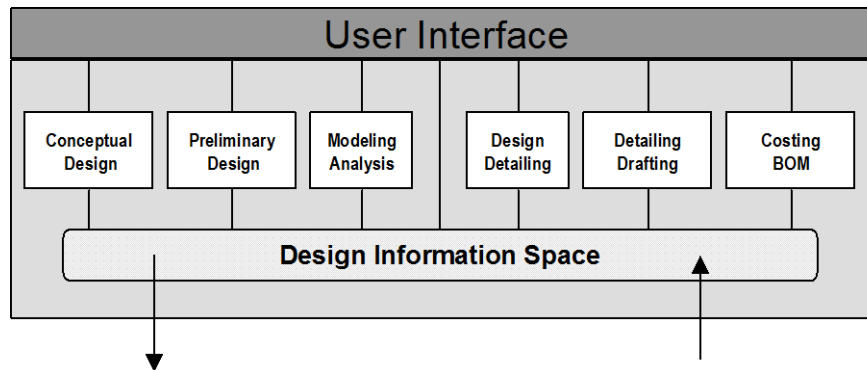 User Interface
Conceptual
Design
Preliminary
Design
Modeling
Analysis
Design
Detailing
Detailing
Drafting
Costing
BOM
Design Information Space